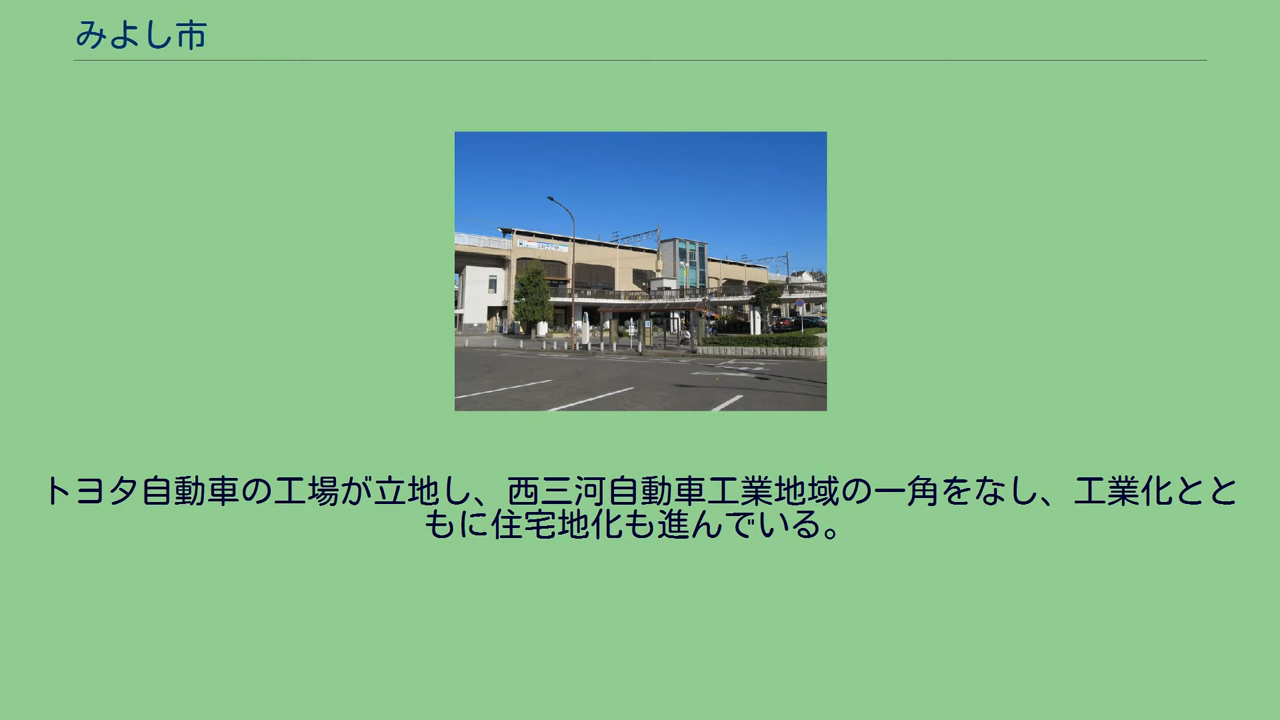 みよし市
トヨタ自動車の工場が立地し、西三河自動車工業地域の一角をなし、工業化とと
もに住宅地化も進んでいる。